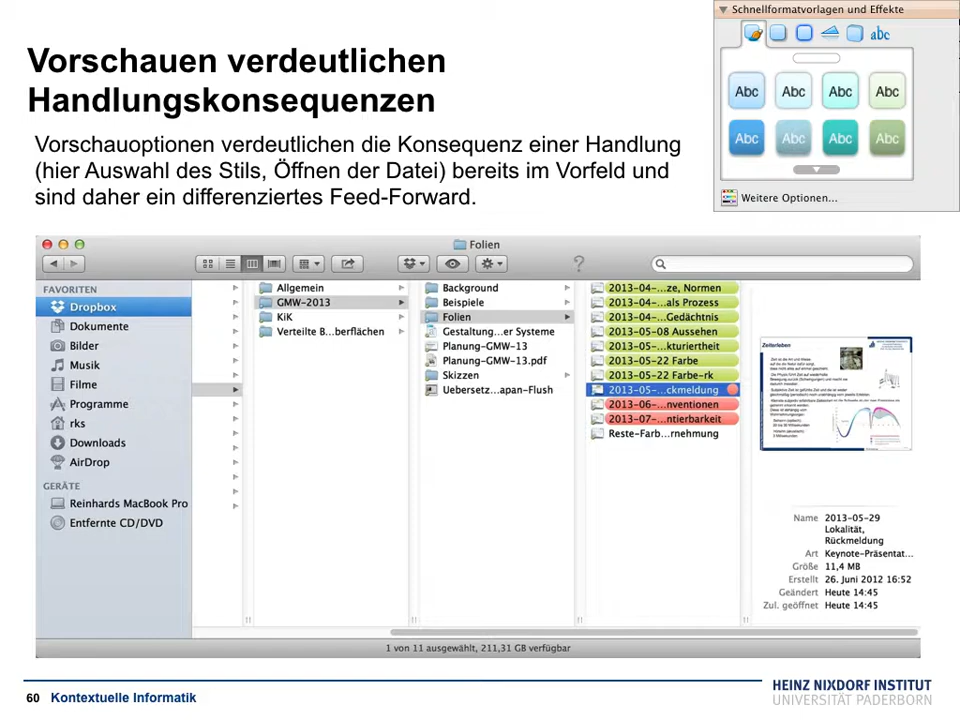 Schnellformatvorlagen und Effekte
abc
Abc Abc Abc Abc
Abc Abc Abc Abc
Weitere Optionen...
Vorschauen verdeutlichen
Handlungskonsequenzen
Vorschauoptionen verdeutlichen die Konsequenz einer Handlung
(hier Auswahl des Stils, Öffnen der Datei) bereits im Vorfeld und
sind daher ein differenziertes Feed-Forward.
Folien
FAVORITEN
Dropbox
Dokumente
Bilder
Musik
Filme
Programme
rks
Downloads
AirDrop
GERÄTE
Reinhards MacBook Pro
Entfernte CD/DVD
Allgemein
GMW-2013
KiK
Verteilte B...berflächen
Background
Beispiele
Folien
Gestaltung...er Systeme
Planung-GMW-13
Planung-GMW-13.pdf
Skizzen
Uebersetz...apan-Flush
2013-04-...ze, Normen
2013-04-...als Prozess
2013-04-...Gedächtnis
2013-05-08 Aussehen
2013-05-...kturiertheit
2013-05-22 Farbe
2013-05-22 Farbe-rk
2013-05-...ckmeldung
2013-06-...nventionen
2013-07-...ntierbarkeit
Reste-Farb...rnehmung
Zeiterleben
Name 2013-05-29
Lokalität,
Rückmeldung
Art Keynote-Präsentat...
Größe 11,4 MB
Erstellt 26. Juni 2012 16:52
Geändert Heute 14:45
Zul. geöffnet Heute 14:45
1 von 11 ausgewählt, 211,31 GB verfügbar
60 Kontextuelle Informatik
HEINZ NIXDORF INSTITUT
UNIVERSITÄT PADERBORN